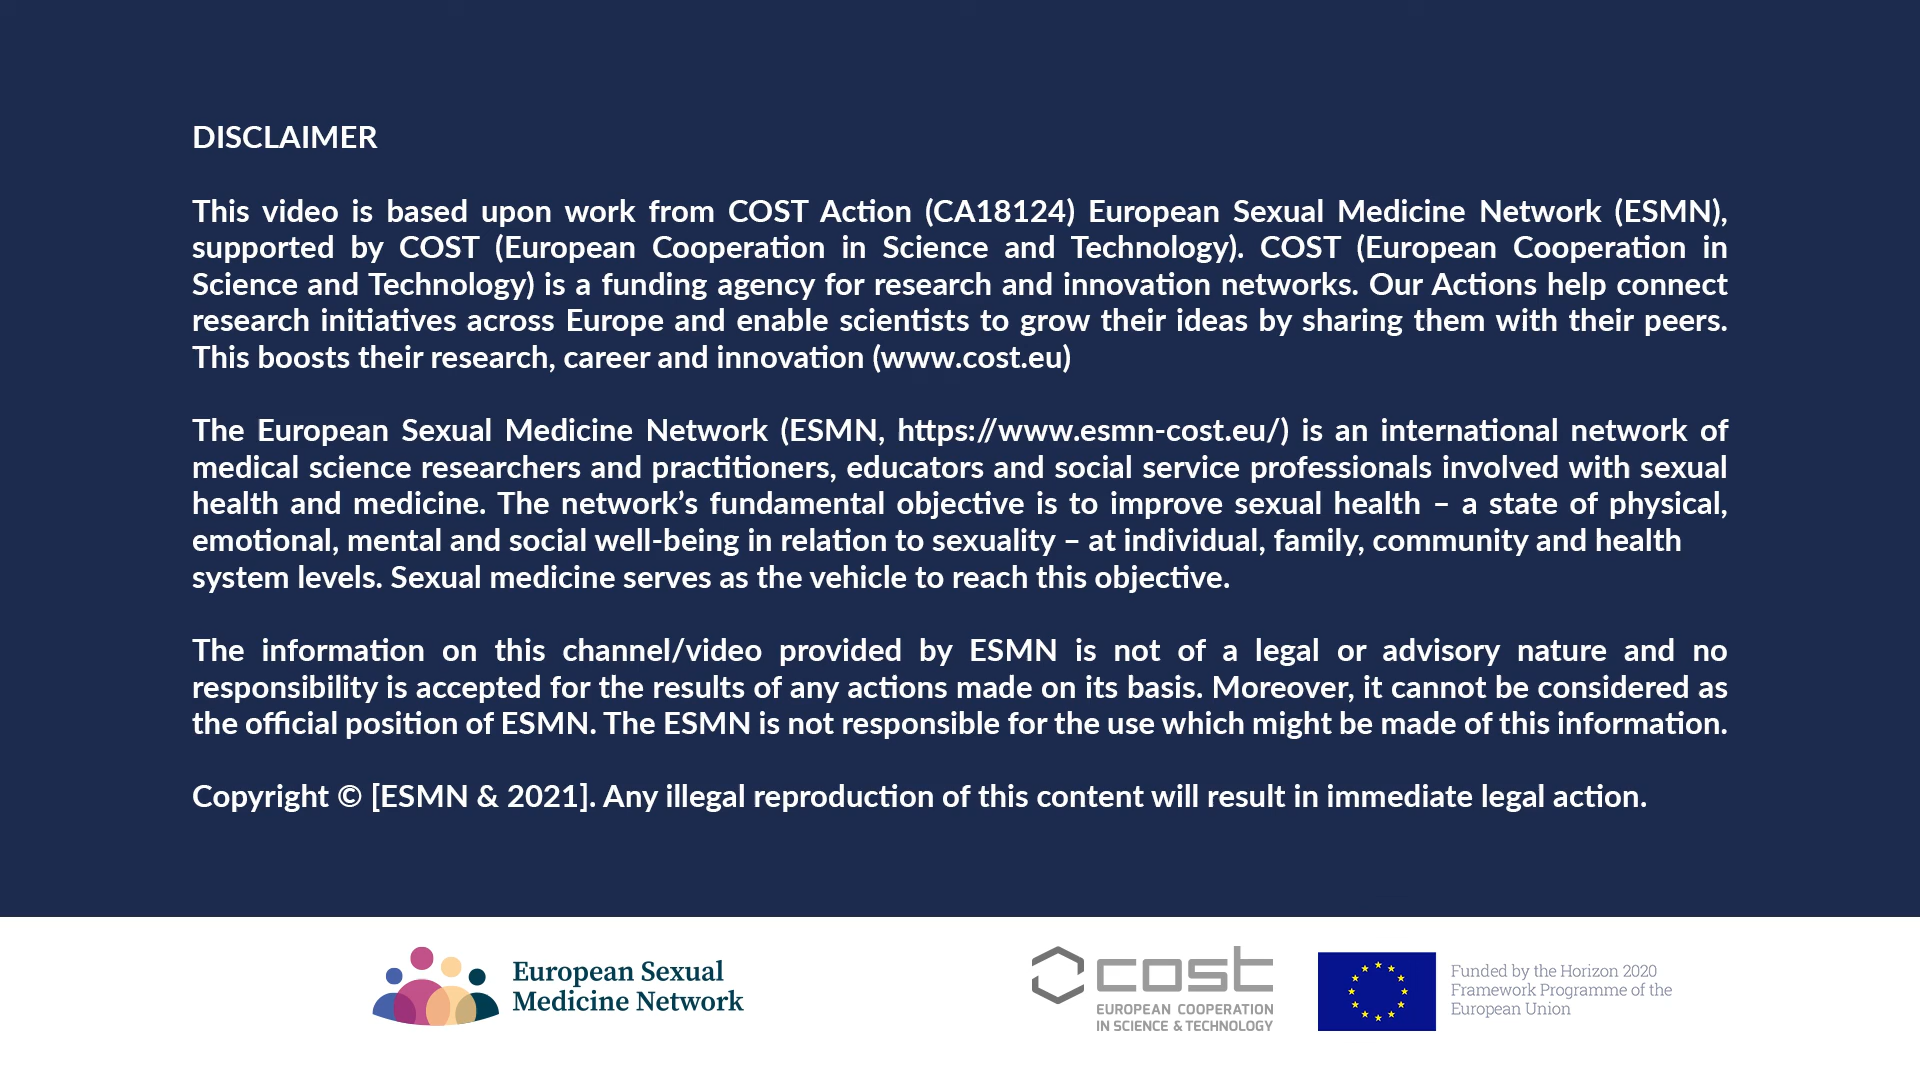 DISCLAIMER
This video is based upon work from COST Action (CA18124) European Sexual Medicine Network (ESMN),
supported by COST (European Cooperation in Science and Technology). COST (European Cooperation in
Science and Technology) is a funding agency for research and innovation networks. Our Actions help connect
research initiatives across Europe and enable scientists to grow their ideas by sharing them with their peers.
This boosts their research, career and innovation (www.cost.eu)
The European Sexual Medicine Network (ESMN, https://www.esmn-cost.eu/) is an international network of
medical science researchers and practitioners, educators and social service professionals involved with sexual
health and medicine. The network’s fundamental objective is to improve sexual health – a state of physical,
emotional, mental and social well-being in relation to sexuality – at individual, family, community and health
system levels. Sexual medicine serves as the vehicle to reach this objective.
The information on this channel/video provided by ESMN is not of a legal or advisory nature and no
responsibility is accepted for the results of any actions made on its basis. Moreover, it cannot be considered as
the official position of ESMN. The ESMN is not responsible for the use which might be made of this information.
Copyright © [ESMN & 2021]. Any illegal reproduction of this content will result in immediate legal action.
European Sexual
Medicine Network
cost
EUROPEAN COOPERATION
IN SCIENCE & TECHNOLOGY
Funded by the Horizon 2020
Framework Programme of the
European Union